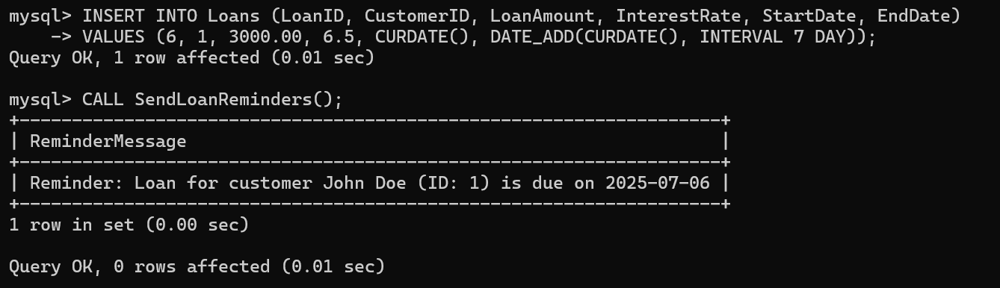 mysql> INSERT INTO Loans (LoanID, CustomerID, LoanAmount, InterestRate, StartDate, EndDate)
    -> VALUES (6, 1, 3000.00, 6.5, CURDATE(), DATE_ADD(CURDATE(), INTERVAL 7 DAY));
Query OK, 1 row affected (0.01 sec)

mysql> CALL SendLoanReminders();
+-------------------------------------------------------------------+
| ReminderMessage                                                   |
+-------------------------------------------------------------------+
| Reminder: Loan for customer John Doe (ID: 1) is due on 2025-07-06 |
+-------------------------------------------------------------------+
1 row in set (0.00 sec)

Query OK, 0 rows affected (0.01 sec)